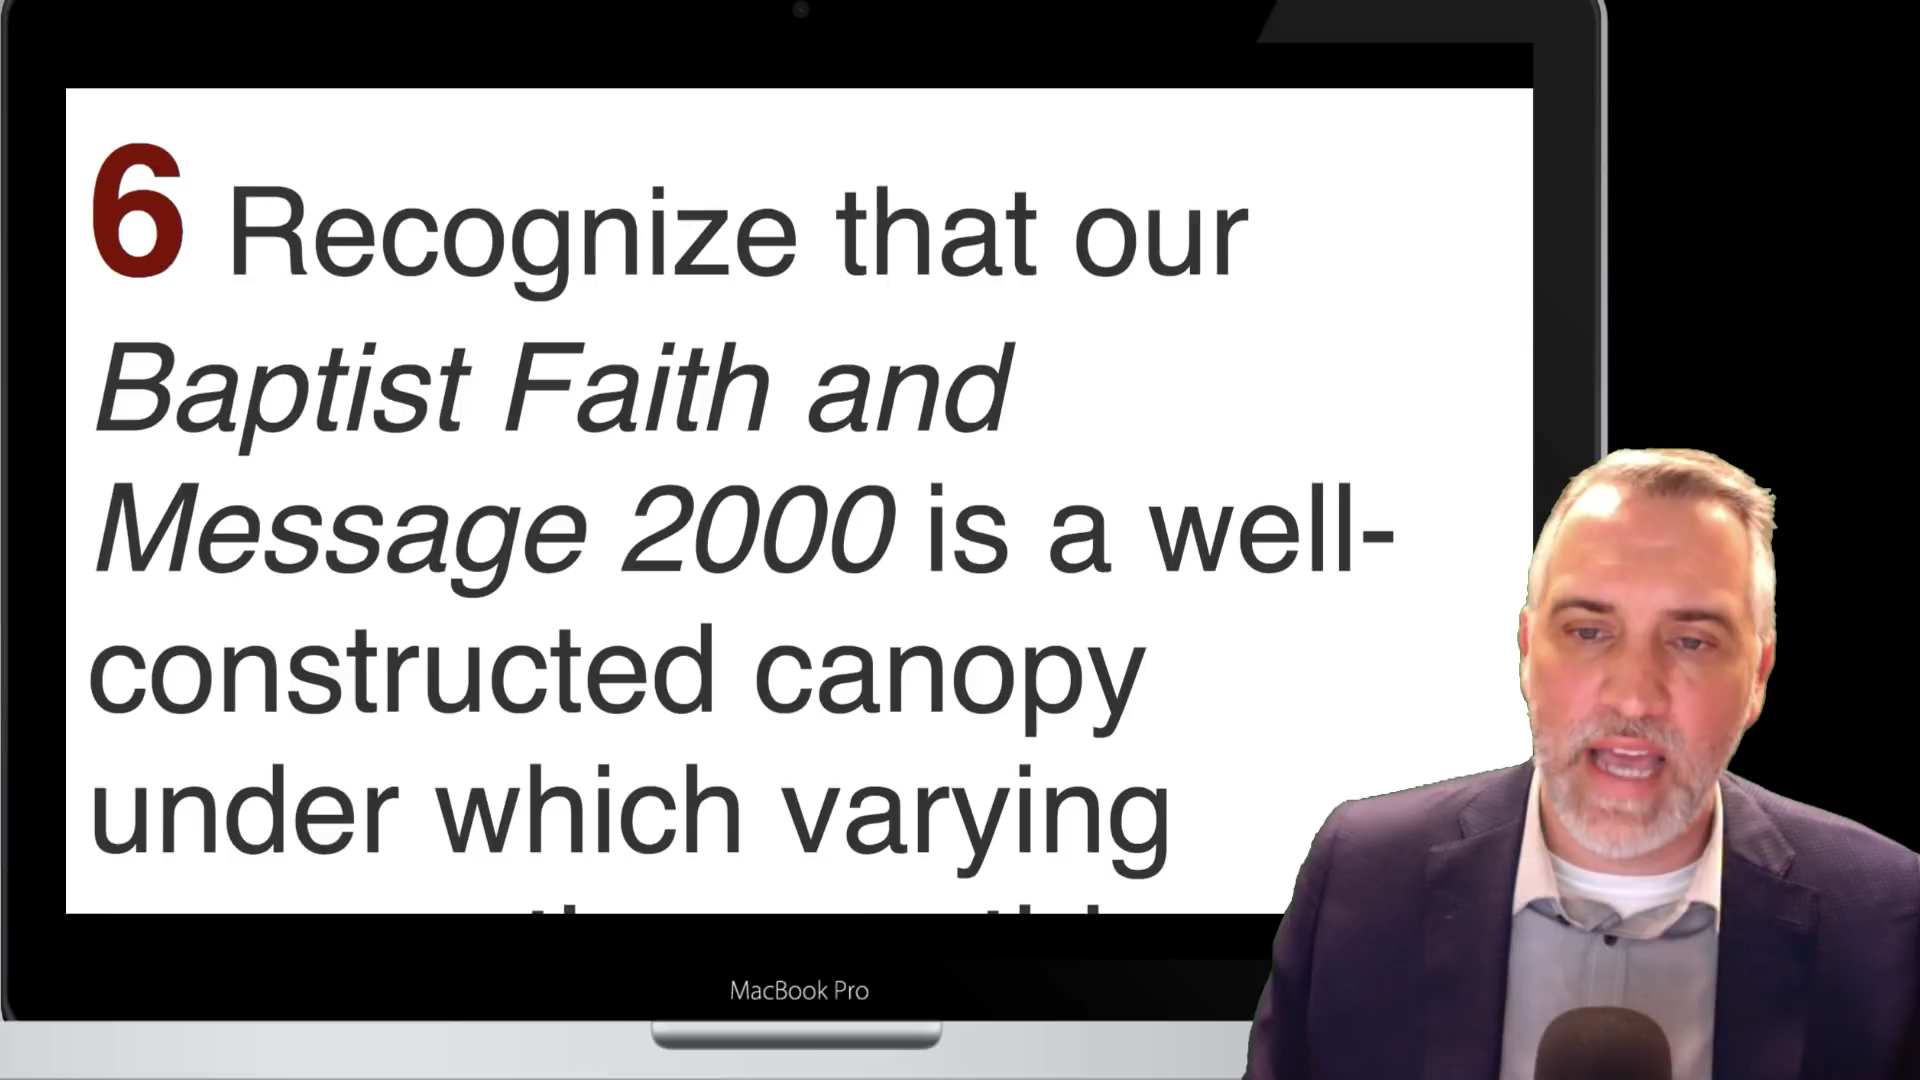 6 Recognize that our
Baptist Faith and
Message 2000 is a well-
constructed canopy
under which varying
MacBook Pro